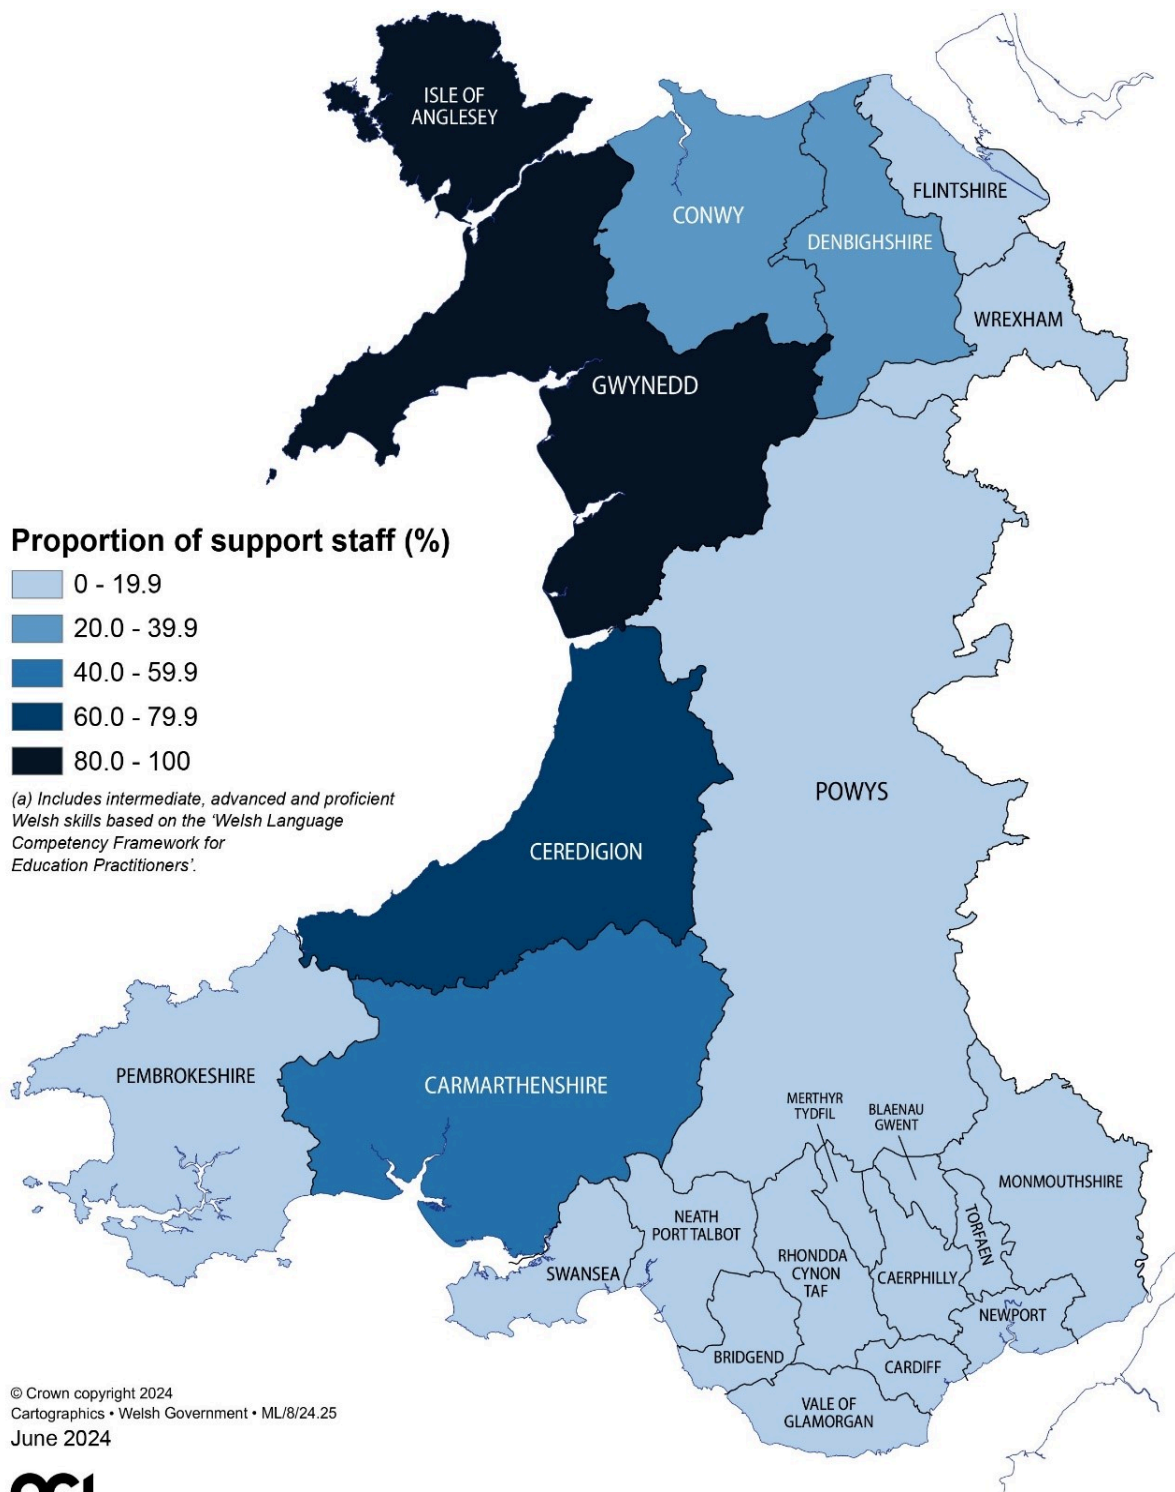 ISLE OF
ANGLESEY
FLINTSHIRE
CONWY
DENBIGHSHIRE
WREXHAM
GWYNEDD
Proportion of support staff (%)
0 - 19.9
20.0 - 39.9
40.0 - 59.9
60.0 - 79.9
80.0 - 100
(a) Includes intermediate, advanced and proficient
Welsh skills based on the ‘Welsh Language
Competency Framework for
Education Practitioners’.
POWYS
CEREDIGION
PEMBROKESHIRE
CARMARTHENSHIRE
MERTHYR
TYDFIL
BLAENAU
GWENT
MONMOUTHSHIRE
NEATH
PORT TALBOT
TORFAEN
RHONDDA
CYNON
TAF
SWANSEA
CAERPHILLY
NEWPORT
BRIDGEND
CARDIFF
VALE OF
GLAMORGAN
© Crown copyright 2024
Cartographics • Welsh Government • ML/8/24.25
June 2024